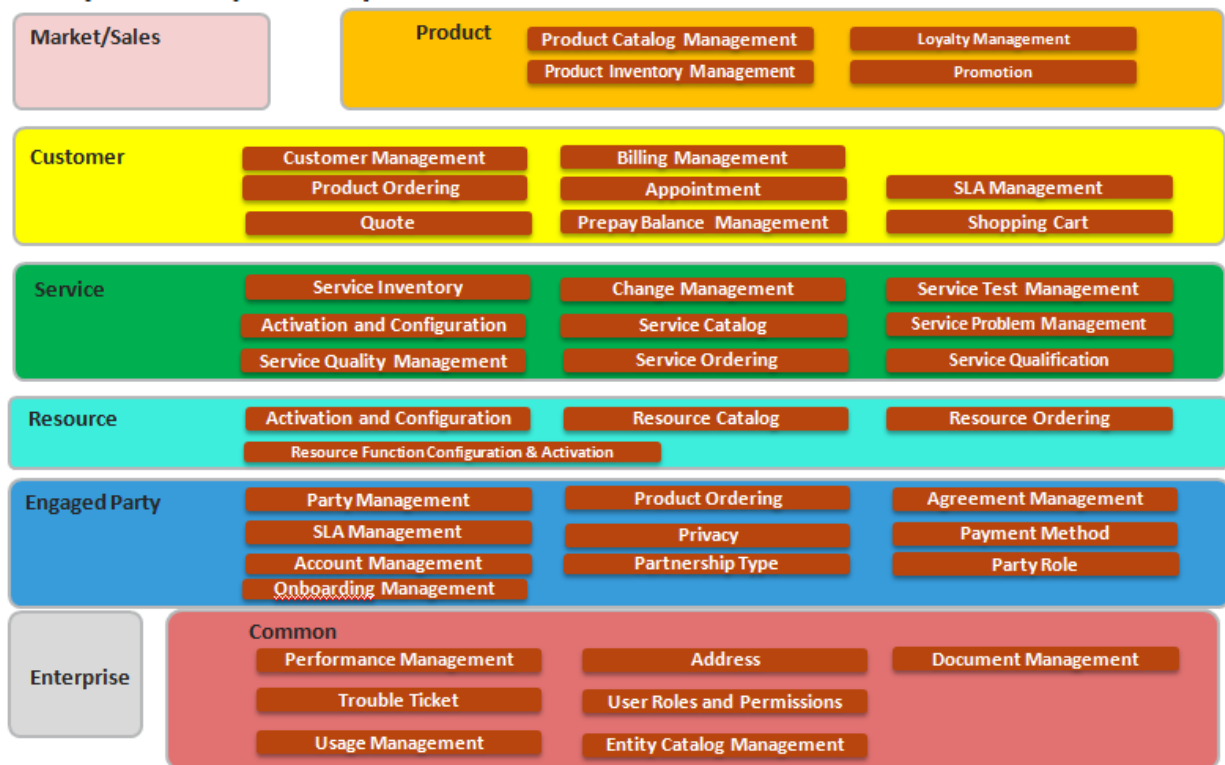 Market/Sales
Product
Product Catalog Management
Loyalty Management
Product Inventory Management
Promotion
Customer
Customer Management
Billing Management
Product Ordering
Appointment
SLA Management
Quote
Prepay Balance Management
Shopping Cart
Service
Service Inventory
Change Management
Service Test Management
Activation and Configuration
Service Catalog
Service Problem Management
Service Quality Management
Service Ordering
Service Qualification
Resource
Activation and Configuration
Resource Catalog
Resource Ordering
Resource Function Configuration & Activation
Engaged Party
Party Management
Product Ordering
Agreement Management
SLA Management
Privacy
Payment Method
Account Management
Partnership Type
Party Role
Onboarding Management
Enterprise
Common
Performance Management
Address
Document Management
Trouble Ticket
User Roles and Permissions
Usage Management
Entity Catalog Management